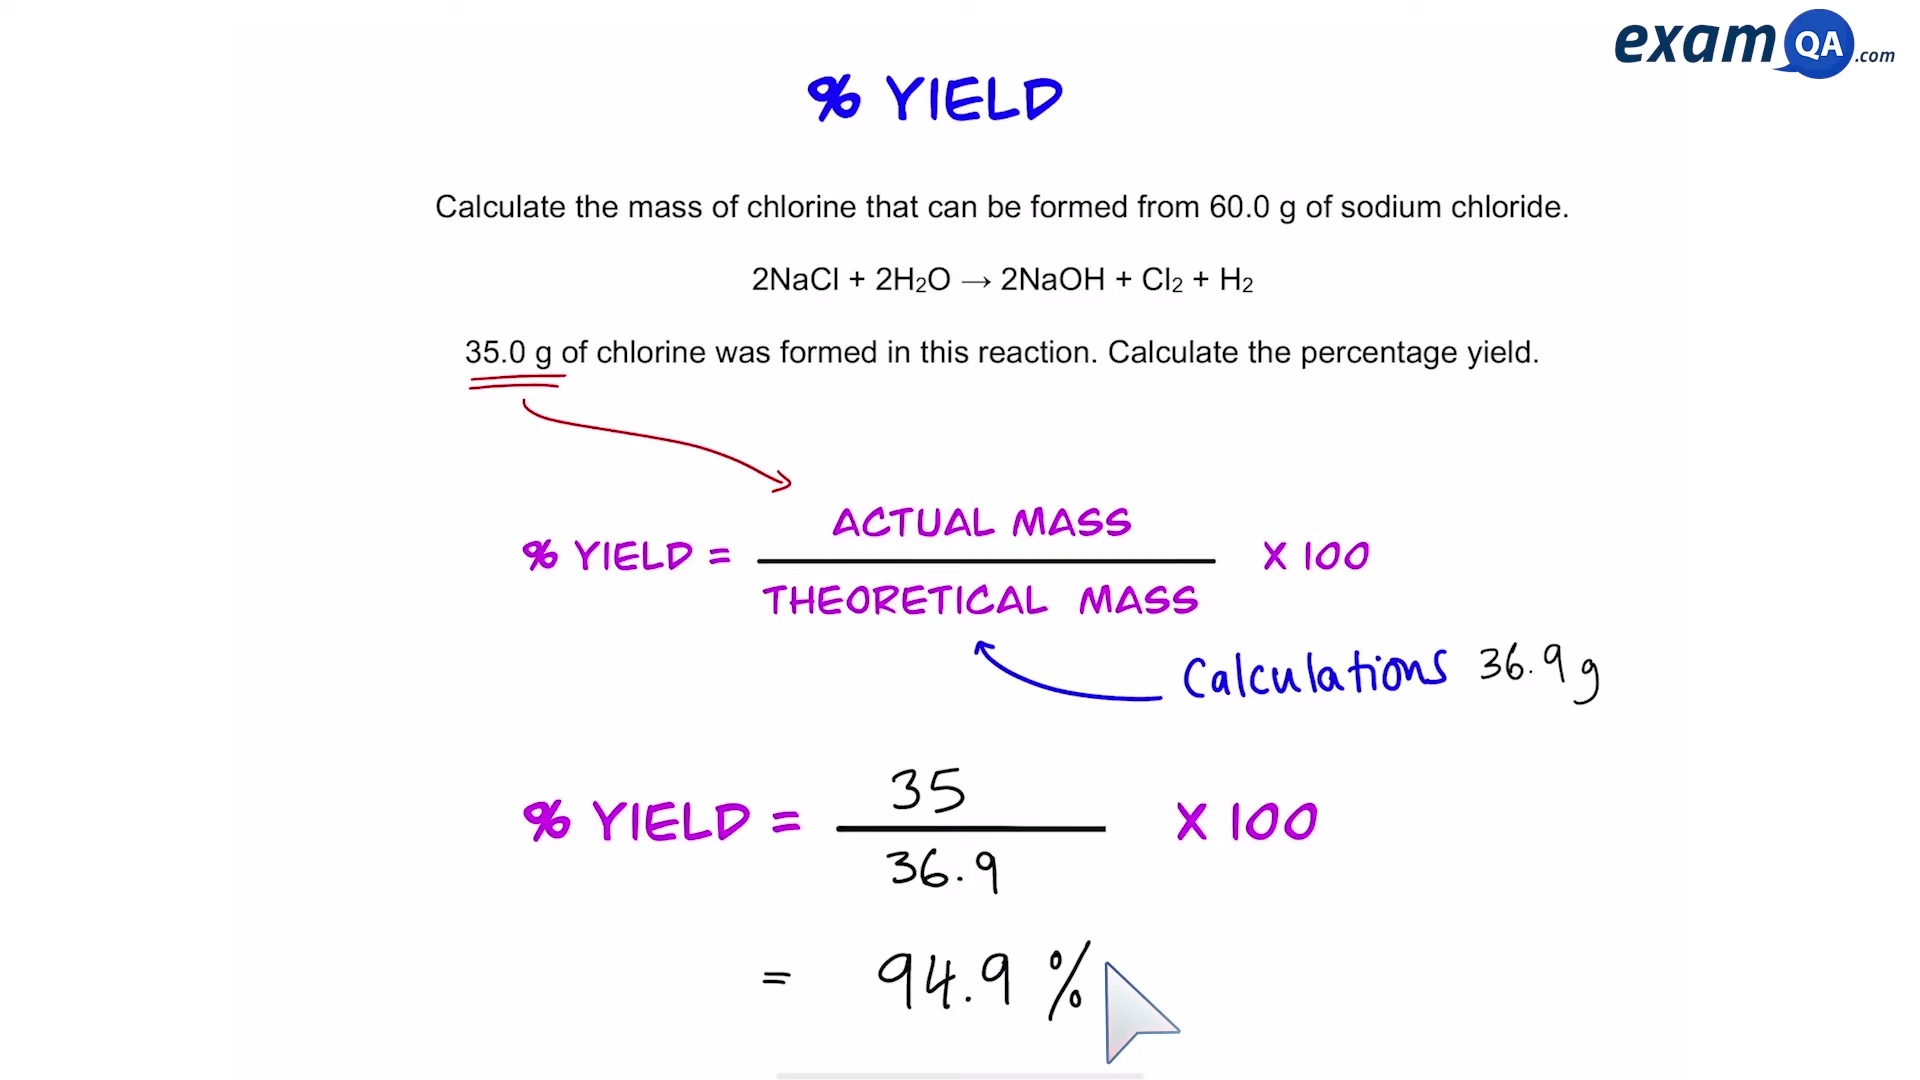 examQA.com
% YIELD
Calculate the mass of chlorine that can be formed from 60.0 g of sodium chloride.
2NaCl + 2H₂O → 2NaOH + Cl₂ + H₂
35.0 g of chlorine was formed in this reaction. Calculate the percentage yield.
ACTUAL MASS
% YIELD = X 100
THEORETICAL MASS
Calculations 36.9 g
35
% YIELD = X 100
36.9
= 94.9 %